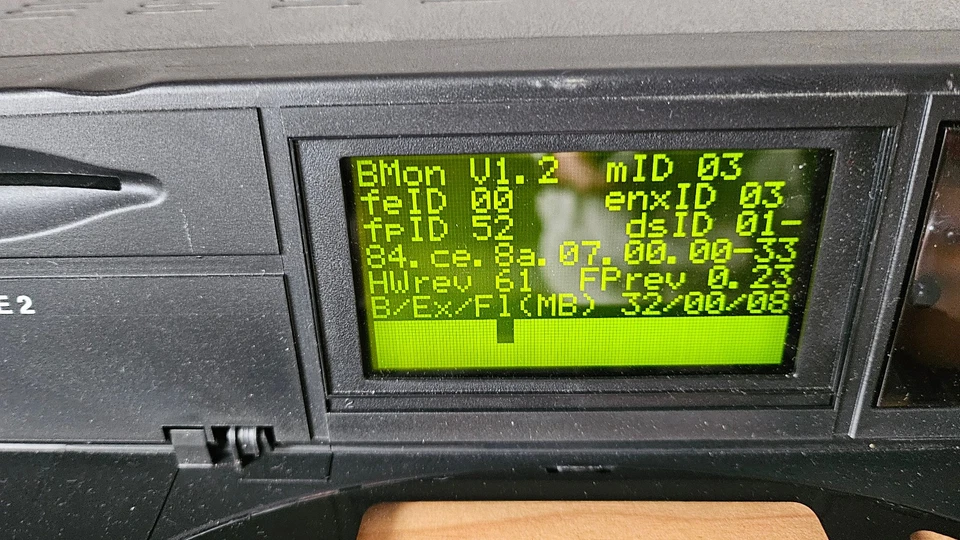 BMon V1.2 mID 03
feID 00 enxID 03
fpID 52 dsID 01-
84.ce.8a.07.00.00-33
HWrev 61 FPrev 0.23
B/Ex/Fl(MB) 32/00/08
E2
2